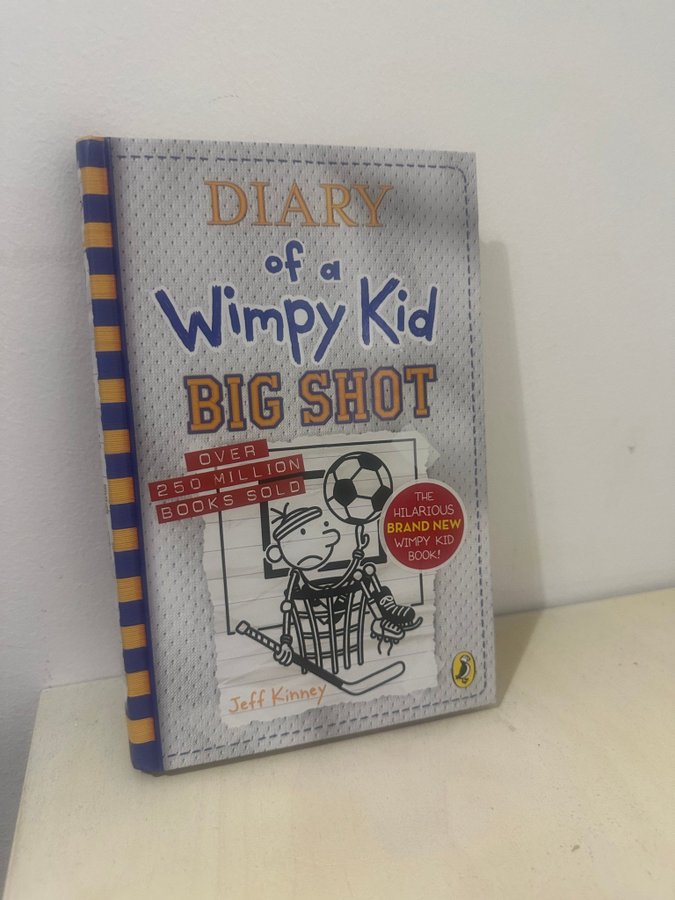 DIARY
of a
Wimpy Kid
BIG SHOT
OVER
250 MILLION
BOOKS SOLD
THE
HILARIOUS
BRAND NEW
WIMPY KID
BOOK!
Jeff Kinney